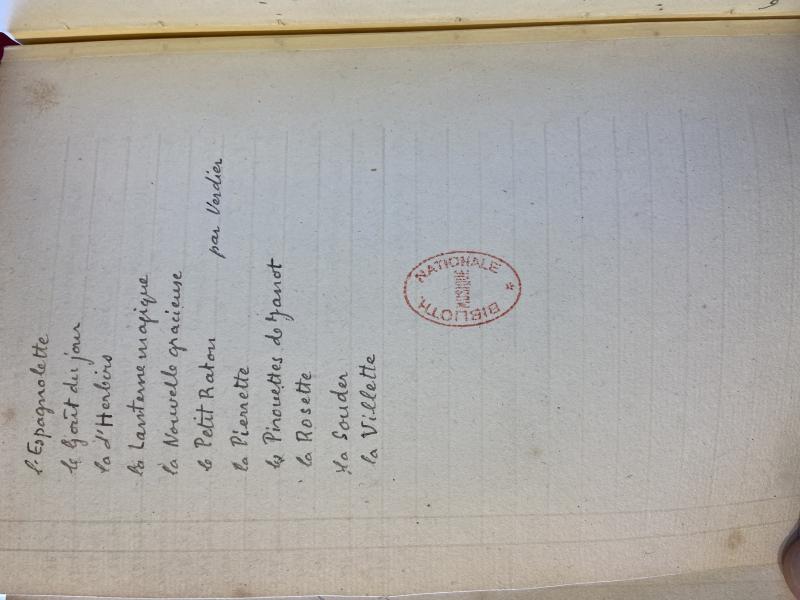 l'Espagnolette
le Goût du jour
la d'Herbois
la Lanterne magique
la Nouvelle gracieuse
le Petit Raton par Verdier
la Pierrette
les Pirouettes de Janot
la Rosette
la Souder
la Villette
BIBLIOTH. NATIONALE
MUSIQUE